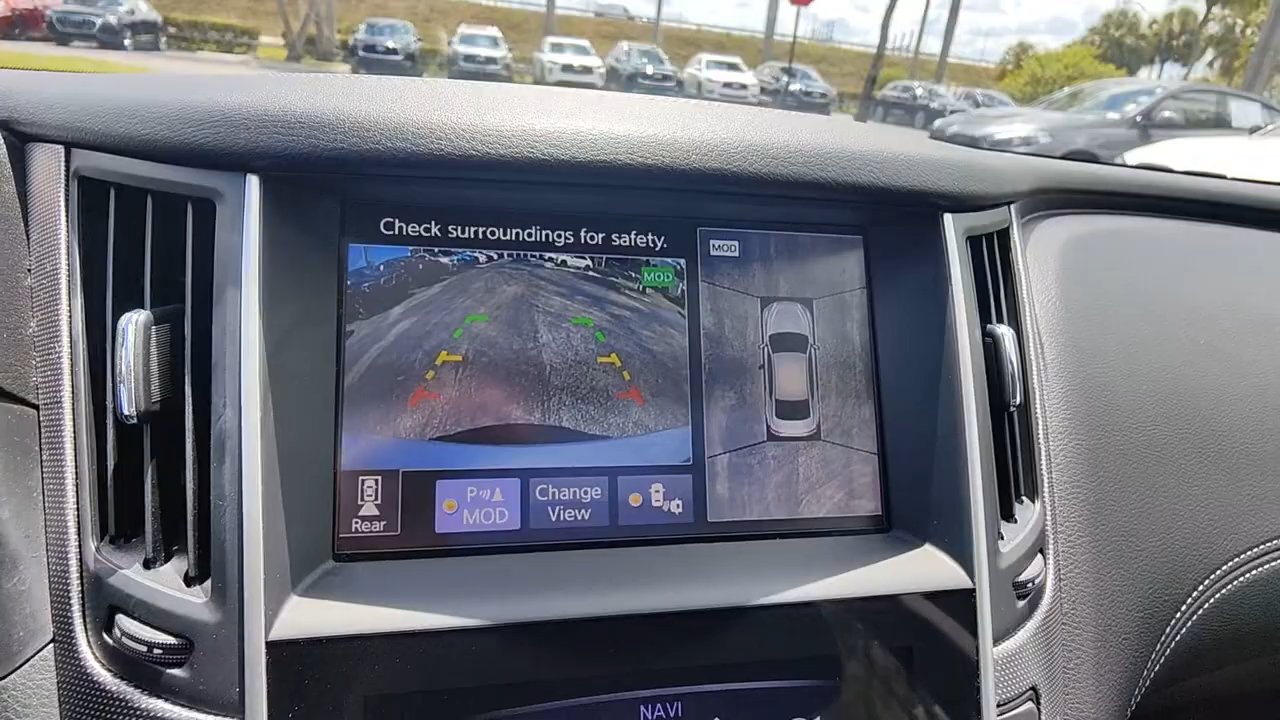 Check surroundings for safety.
MOD
MOD
Rear
P
MOD
Change
View
NAVI